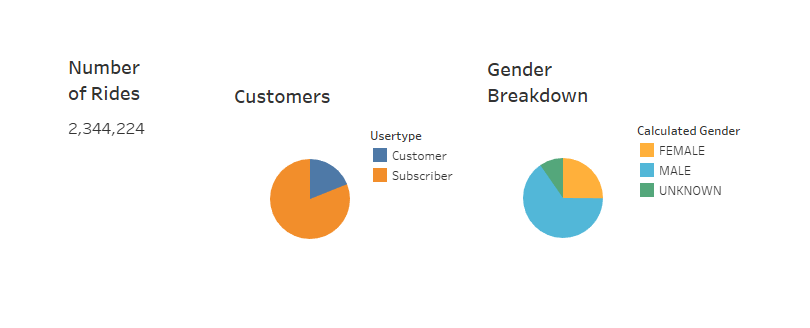 Number
of Rides
2,344,224
Customers
Usertype
Customer
Subscriber
Gender
Breakdown
Calculated Gender
FEMALE
MALE
UNKNOWN